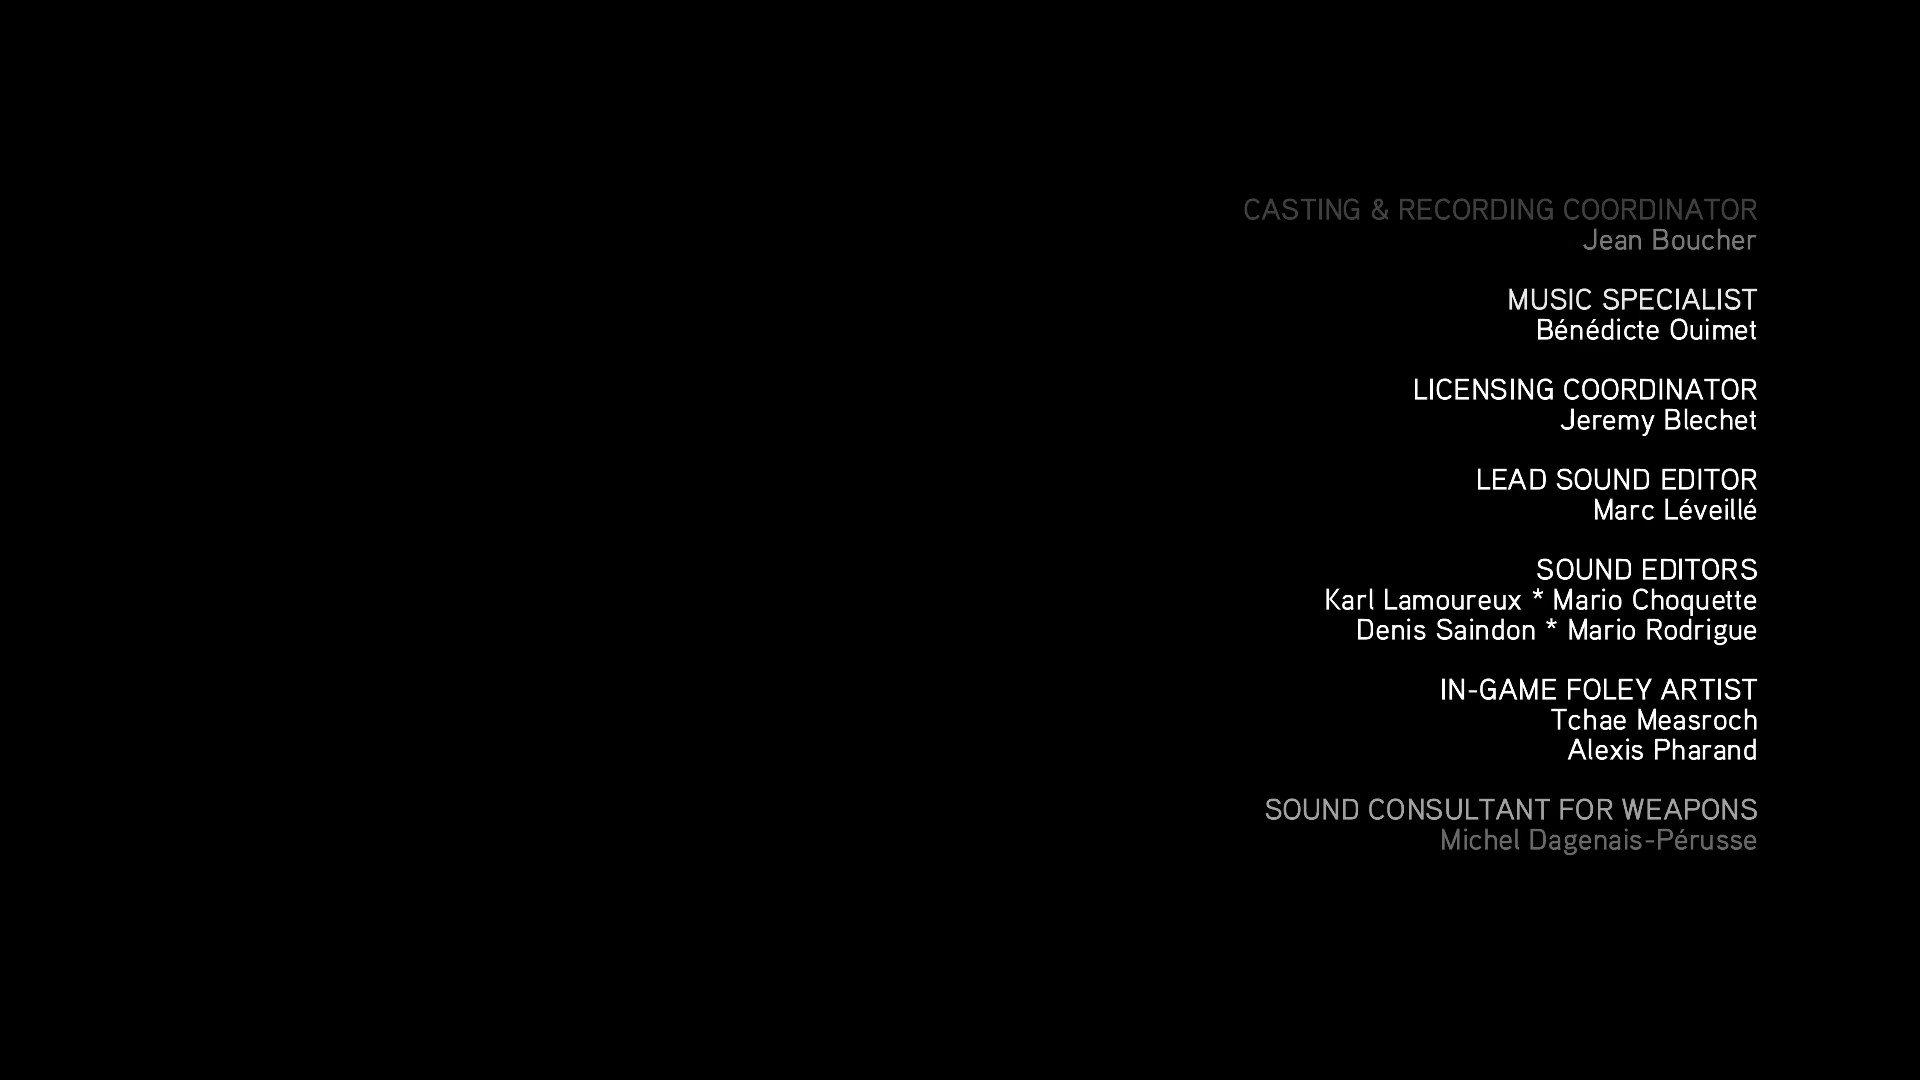 CASTING & RECORDING COORDINATOR
Jean Boucher
MUSIC SPECIALIST
Bénédicte Ouimet
LICENSING COORDINATOR
Jeremy Blechet
LEAD SOUND EDITOR
Marc Léveillé
SOUND EDITORS
Karl Lamoureux * Mario Choquette
Denis Saindon * Mario Rodrigue
IN-GAME FOLEY ARTIST
Tchae Measroch
Alexis Pharand
SOUND CONSULTANT FOR WEAPONS
Michel Dagenais-Pérusse